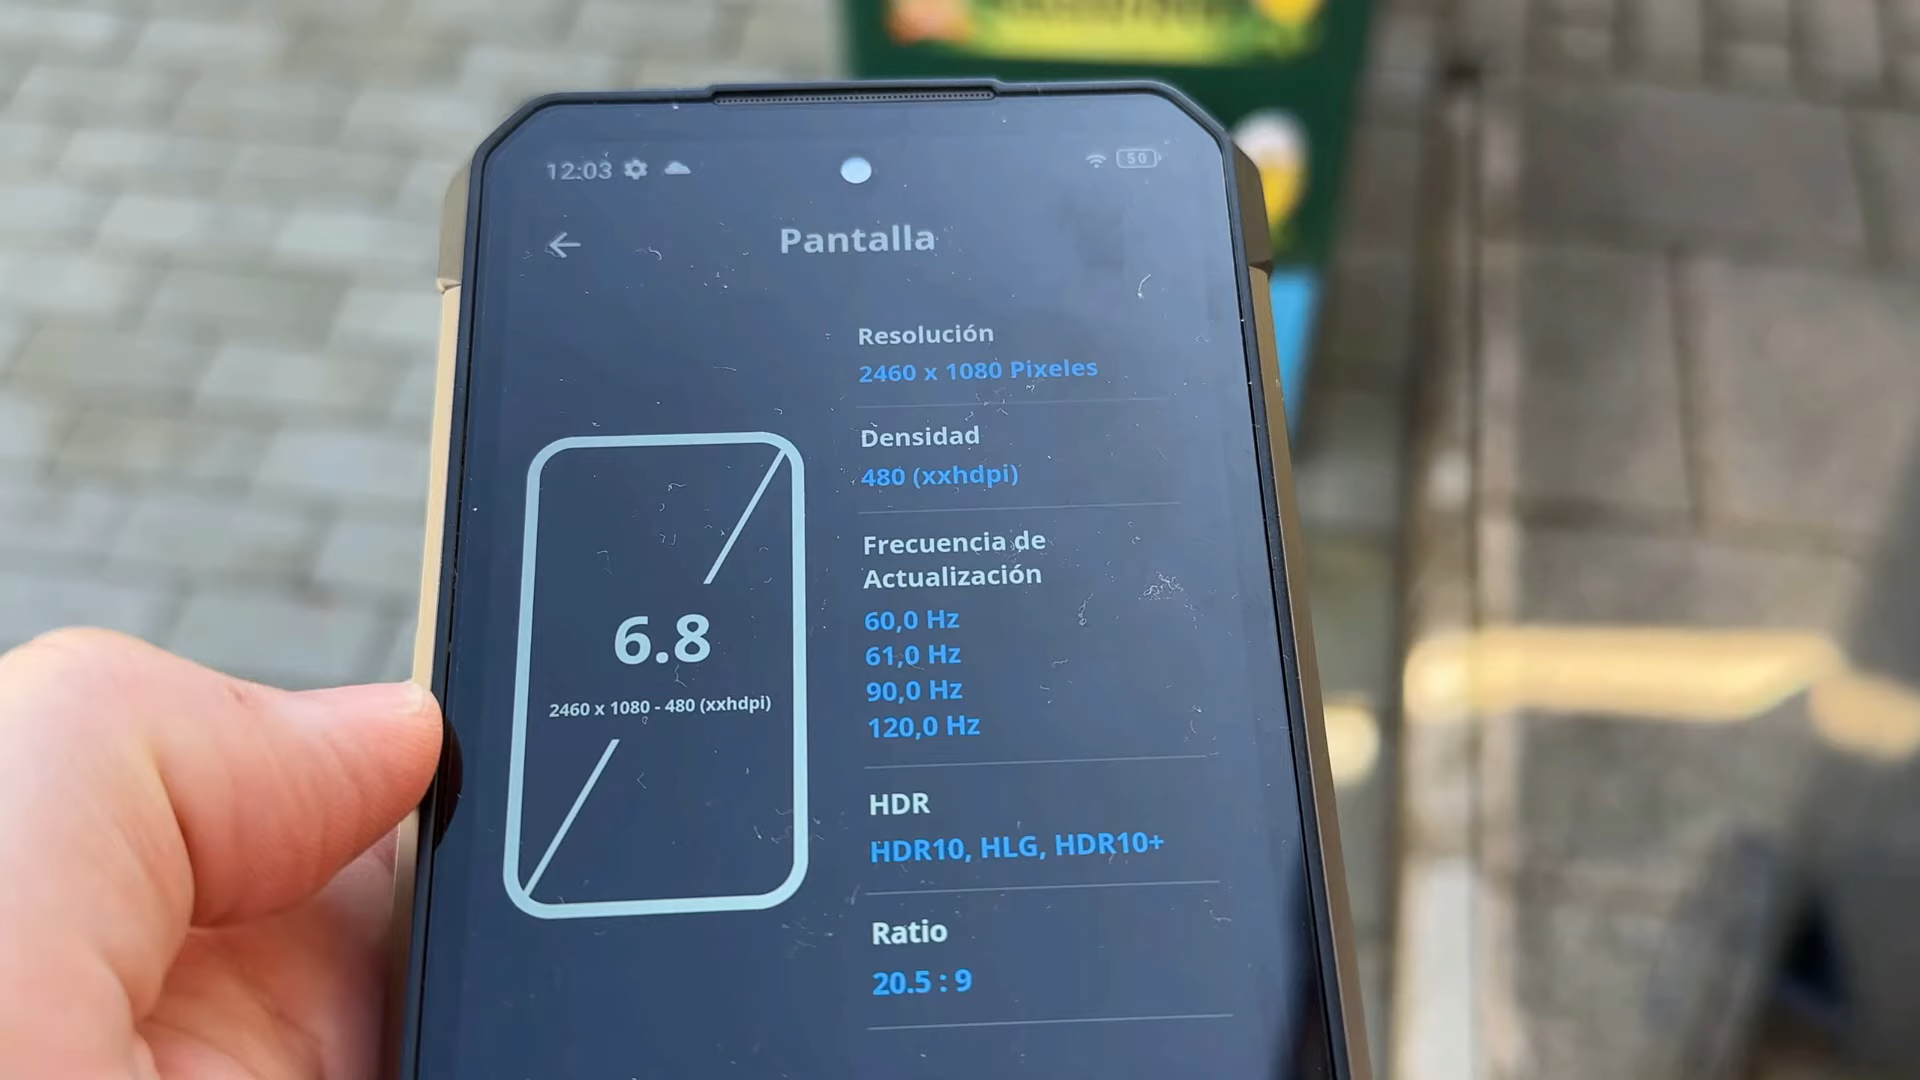 12:03
50
Pantalla
Resolución
2460 x 1080 Pixeles
Densidad
480 (xxhdpi)
Frecuencia de
Actualización
60,0 Hz
61,0 Hz
90,0 Hz
120,0 Hz
HDR
HDR10, HLG, HDR10+
Ratio
20.5 : 9
6.8
2460 x 1080 - 480 (xxhdpi)